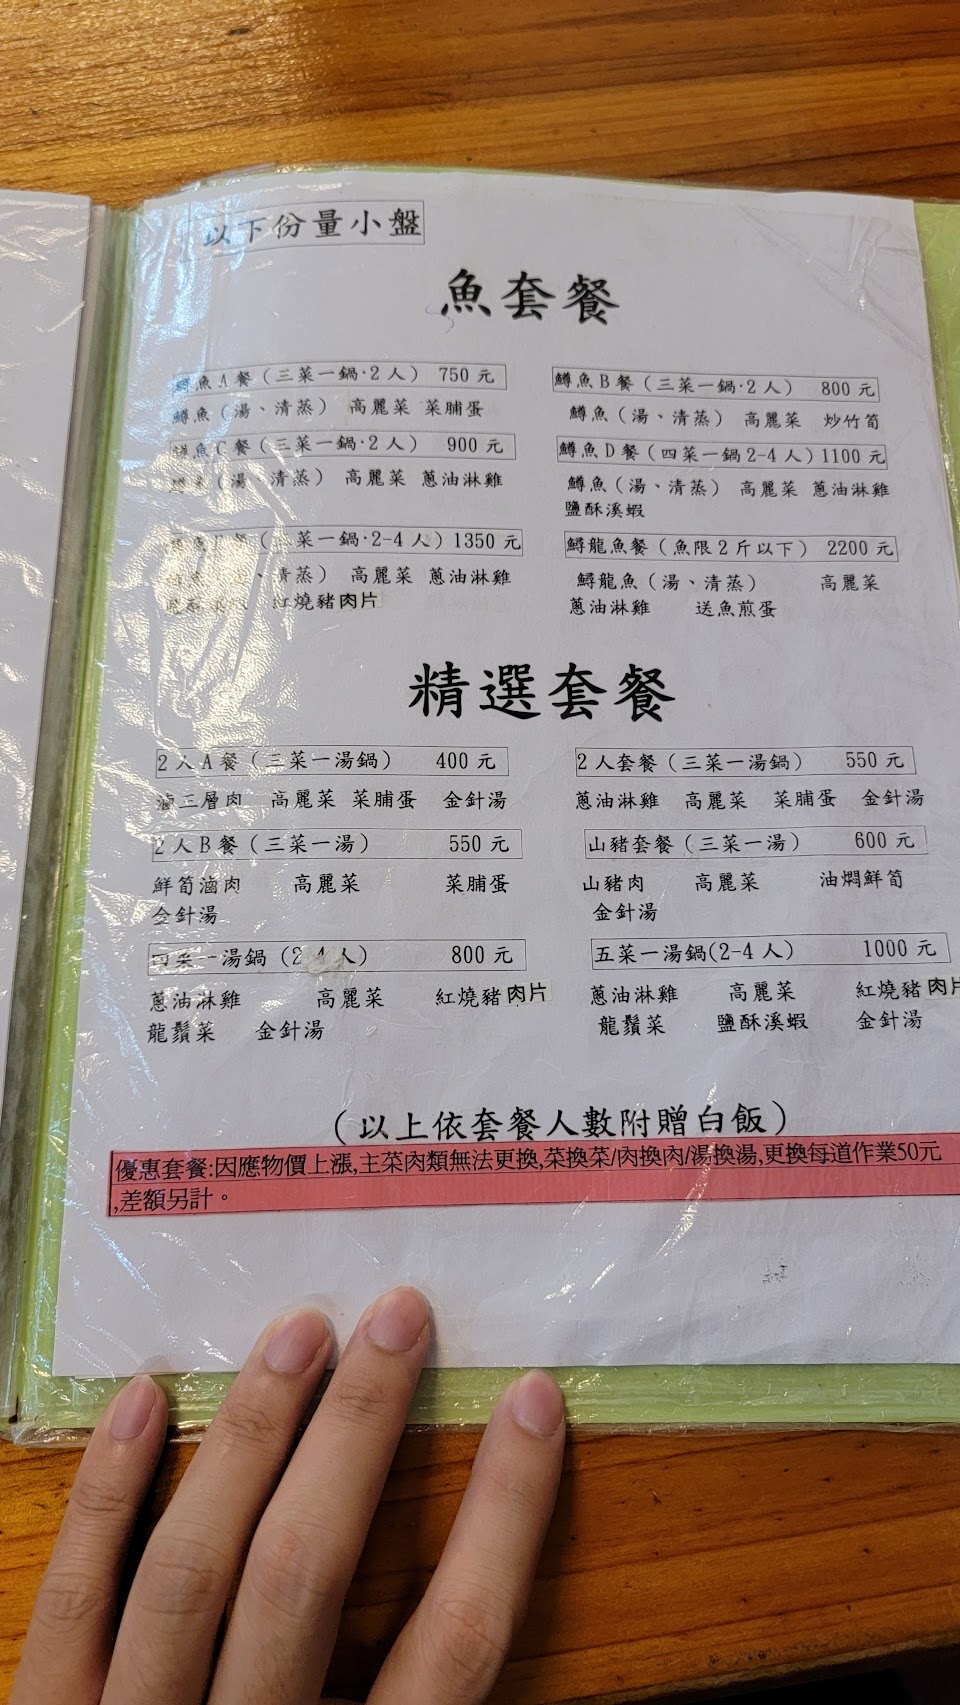 以下份量小盤
魚套餐
魚A餐（三菜一鍋·2人） 750元
鱒魚（湯、清蒸） 高麗菜 菜脯蛋
鱒魚B餐（三菜一鍋·2人） 800元
鱒魚（湯、清蒸） 高麗菜 炒竹筍
鱒魚C餐（三菜一鍋·2人） 900元
（湯、清蒸） 高麗菜 蔥油淋雞
鱒魚D餐（四菜一鍋2-4人）1100元
鱒魚（湯、清蒸） 高麗菜 蔥油淋雞
鹽酥溪蝦
餐（菜一鍋·2-4人）1350元
、清蒸） 高麗菜 蔥油淋雞
紅燒豬肉片
鱘龍魚餐（魚限2斤以下） 2200元
鱘龍魚（湯、清蒸） 高麗菜
蔥油淋雞 送魚煎蛋
精選套餐
2人A餐（三菜一湯鍋） 400元
滷三層肉 高麗菜 菜脯蛋 金針湯
2人套餐（三菜一湯鍋） 550元
蔥油淋雞 高麗菜 菜脯蛋 金針湯
2人B餐（三菜一湯） 550元
鮮筍滷肉 高麗菜 菜脯蛋
金針湯
山豬套餐（三菜一湯） 600元
山豬肉 高麗菜 油燜鮮筍
金針湯
四菜一湯鍋（2-4人） 800元
蔥油淋雞 高麗菜 紅燒豬肉片
龍鬚菜 金針湯
五菜一湯鍋(2-4人） 1000元
蔥油淋雞 高麗菜 紅燒豬肉片
龍鬚菜 鹽酥溪蝦 金針湯
（以上依套餐人數附贈白飯）
優惠套餐:因應物價上漲,主菜肉類無法更換,菜換菜/肉換肉/湯換湯,更換每道作業50元
,差額另計。